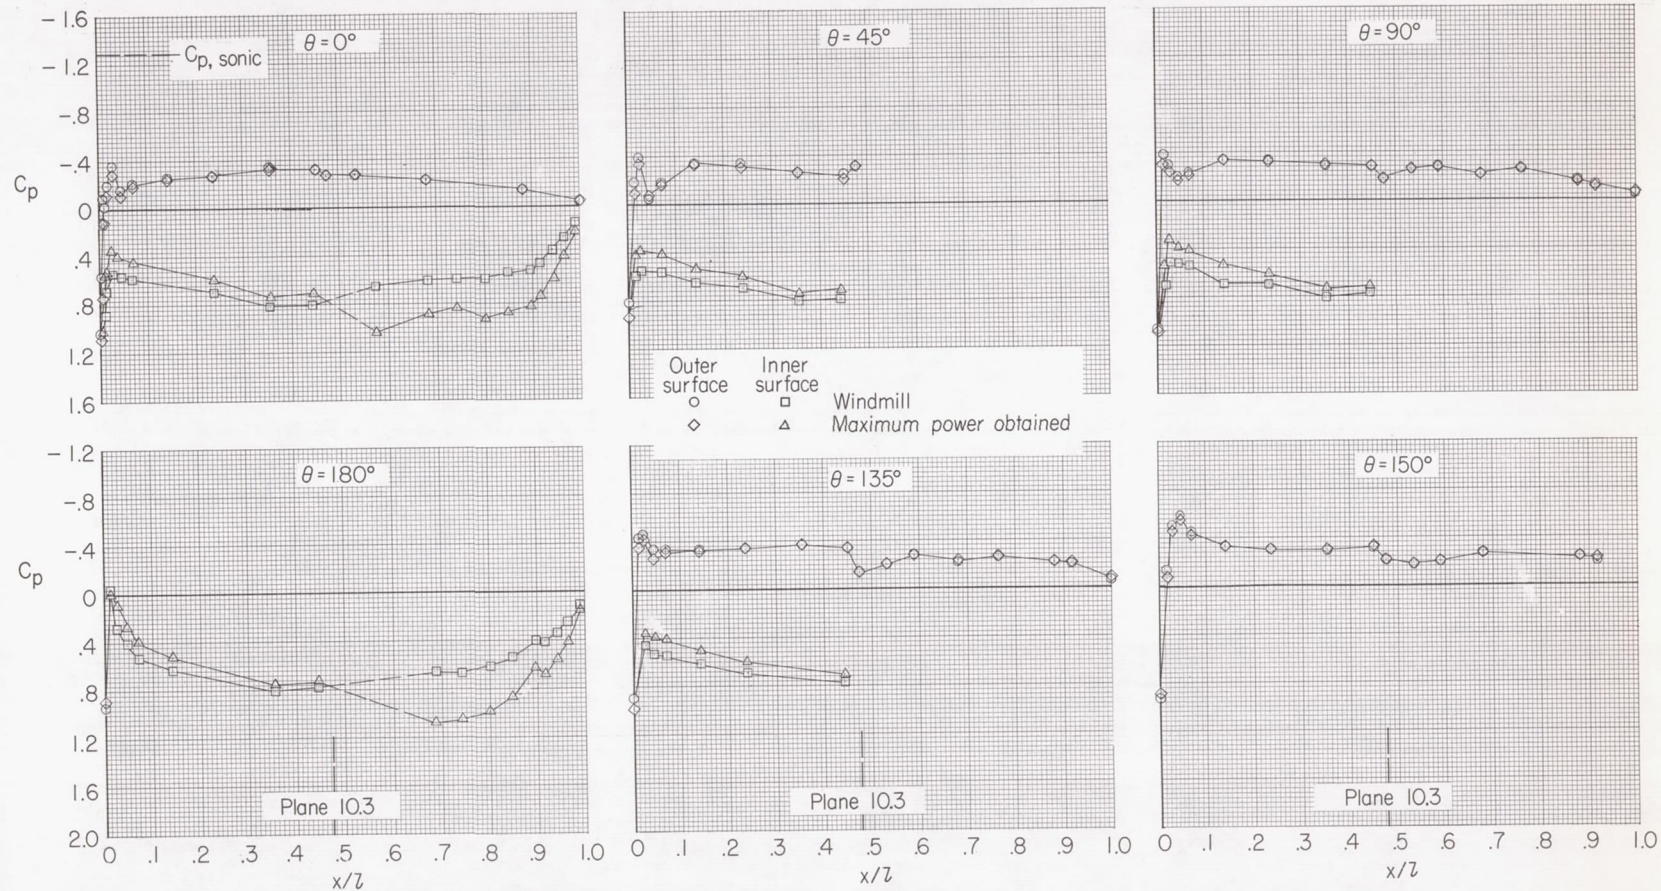 θ = 0°
θ = 45°
θ = 90°
Cp, sonic
Cp
− 1.6
− 1.2
−.8
−.4
0
.4
.8
1.2
1.6
Outer surface
Inner surface
Windmill
Maximum power obtained
θ = 180°
θ = 135°
θ = 150°
Cp
− 1.2
−.8
−.4
0
.4
.8
1.2
1.6
2.0
Plane 10.3
Plane 10.3
Plane 10.3
0 .1 .2 .3 .4 .5 .6 .7 .8 .9 1.0
0 .1 .2 .3 .4 .5 .6 .7 .8 .9 1.0
0 .1 .2 .3 .4 .5 .6 .7 .8 .9 1.0
x/l
x/l
x/l